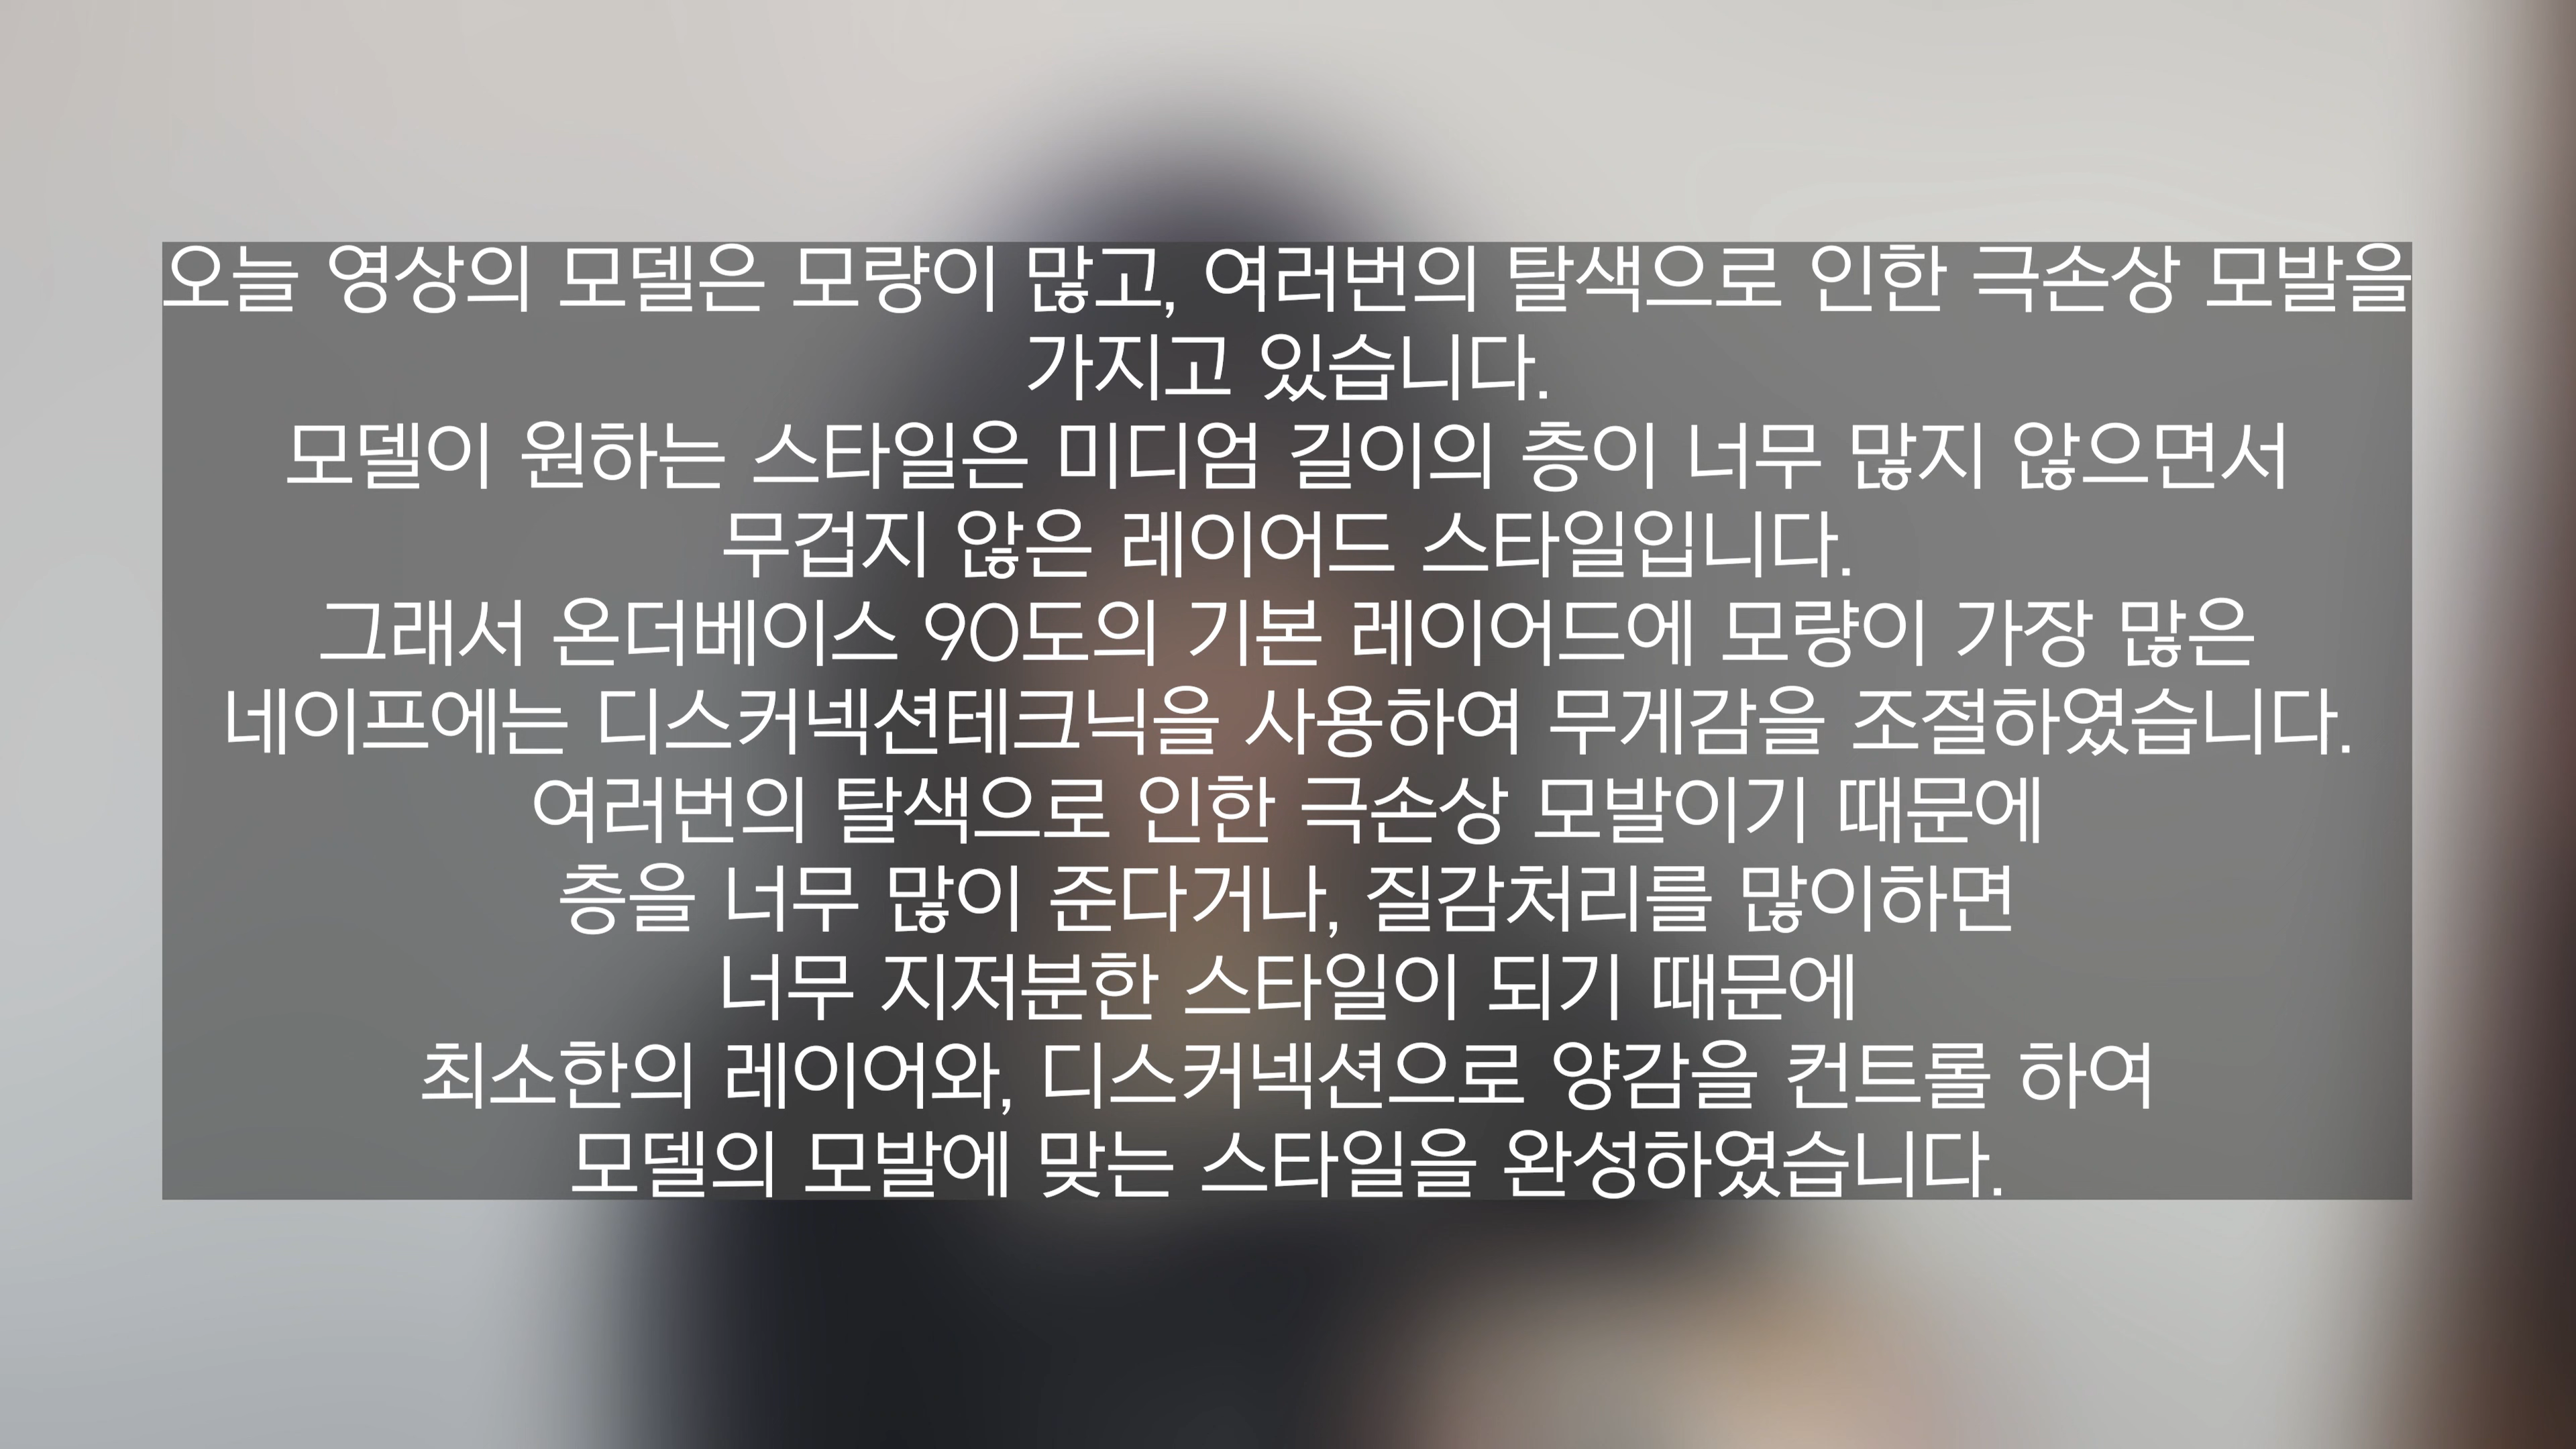 오늘 영상의 모델은 모량이 많고, 여러번의 탈색으로 인한 극손상 모발을
가지고 있습니다.
모델이 원하는 스타일은 미디엄 길이의 층이 너무 많지 않으면서
무겁지 않은 레이어드 스타일입니다.
그래서 온더베이스 90도의 기본 레이어드에 모량이 가장 많은
네이프에는 디스커넥션테크닉을 사용하여 무게감을 조절하였습니다.
여러번의 탈색으로 인한 극손상 모발이기 때문에
층을 너무 많이 준다거나, 질감처리를 많이하면
너무 지저분한 스타일이 되기 때문에
최소한의 레이어와, 디스커넥션으로 양감을 컨트롤 하여
모델의 모발에 맞는 스타일을 완성하였습니다.